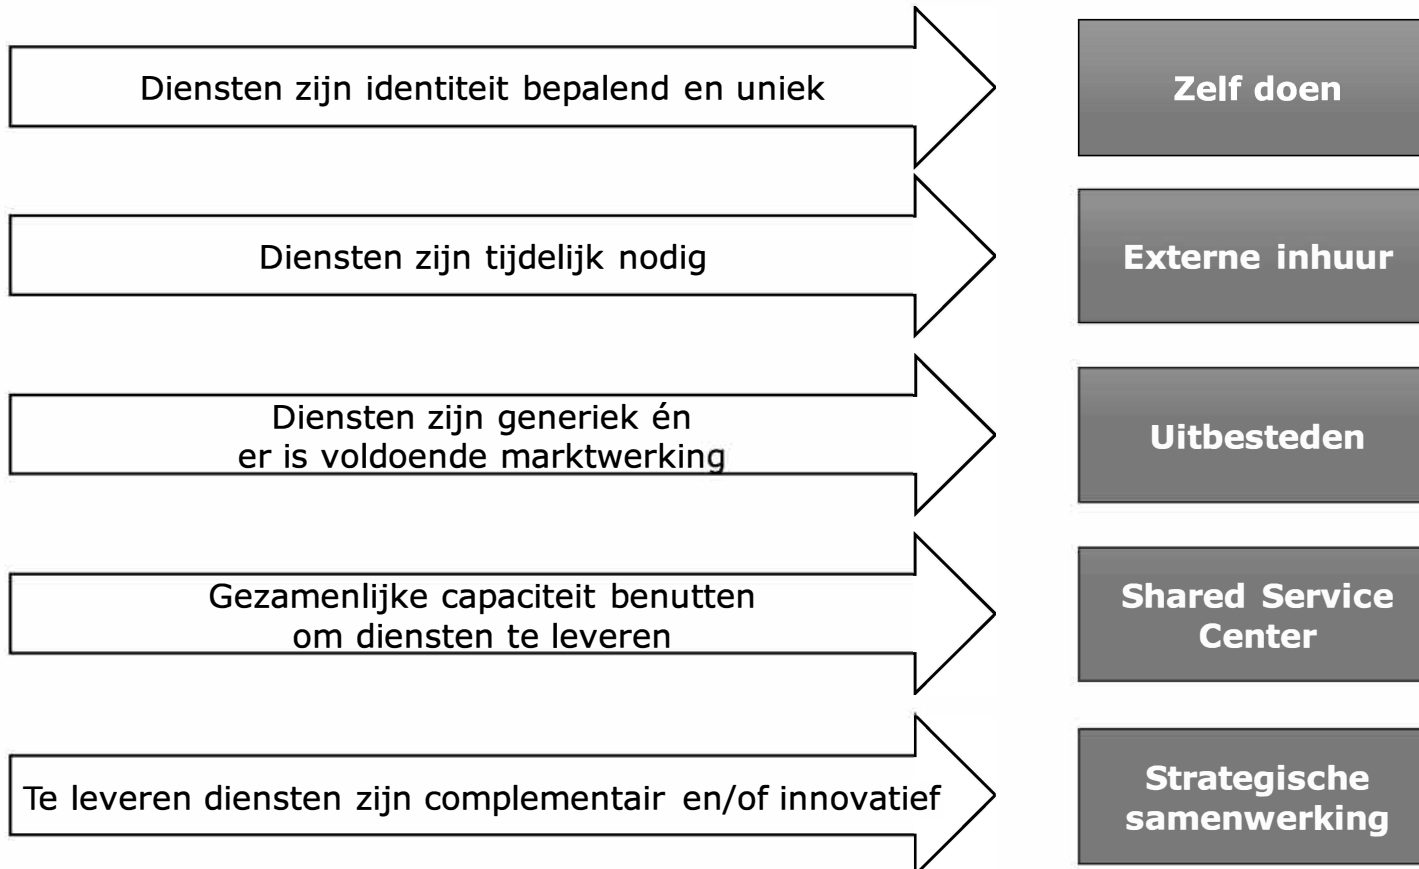 Diensten zijn identiteit bepalend en uniek
Zelf doen
Diensten zijn tijdelijk nodig
Externe inhuur
Diensten zijn generiek én
er is voldoende marktwerking
Uitbesteden
Gezamenlijke capaciteit benutten
om diensten te leveren
Shared Service
Center
Te leveren diensten zijn complementair en/of innovatief
Strategische
samenwerking